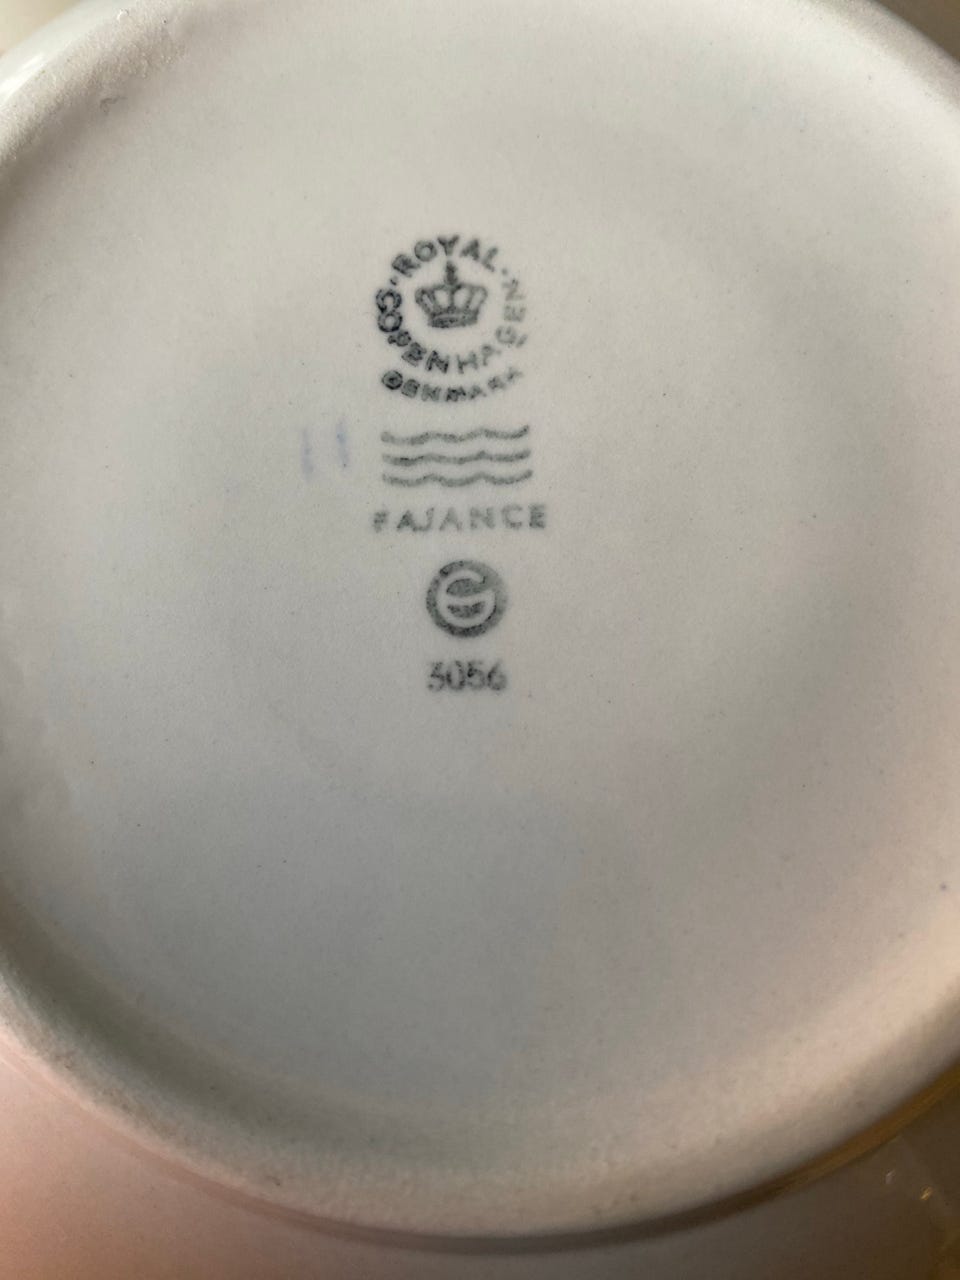 ROYAL
COPENHAGEN
DENMARK
FAJANCE
3056